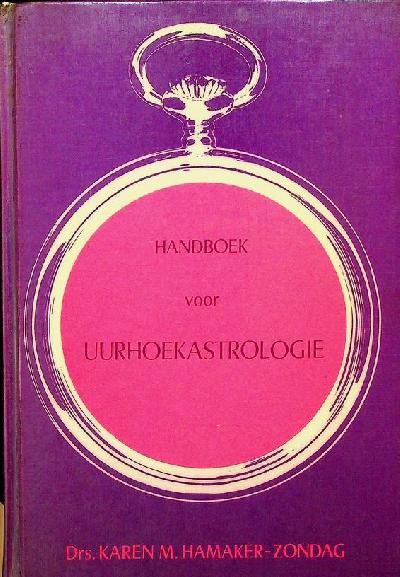 HANDBOEK
voor
UURHOEKASTROLOGIE
Drs. KAREN M. HAMAKER-ZONDAG